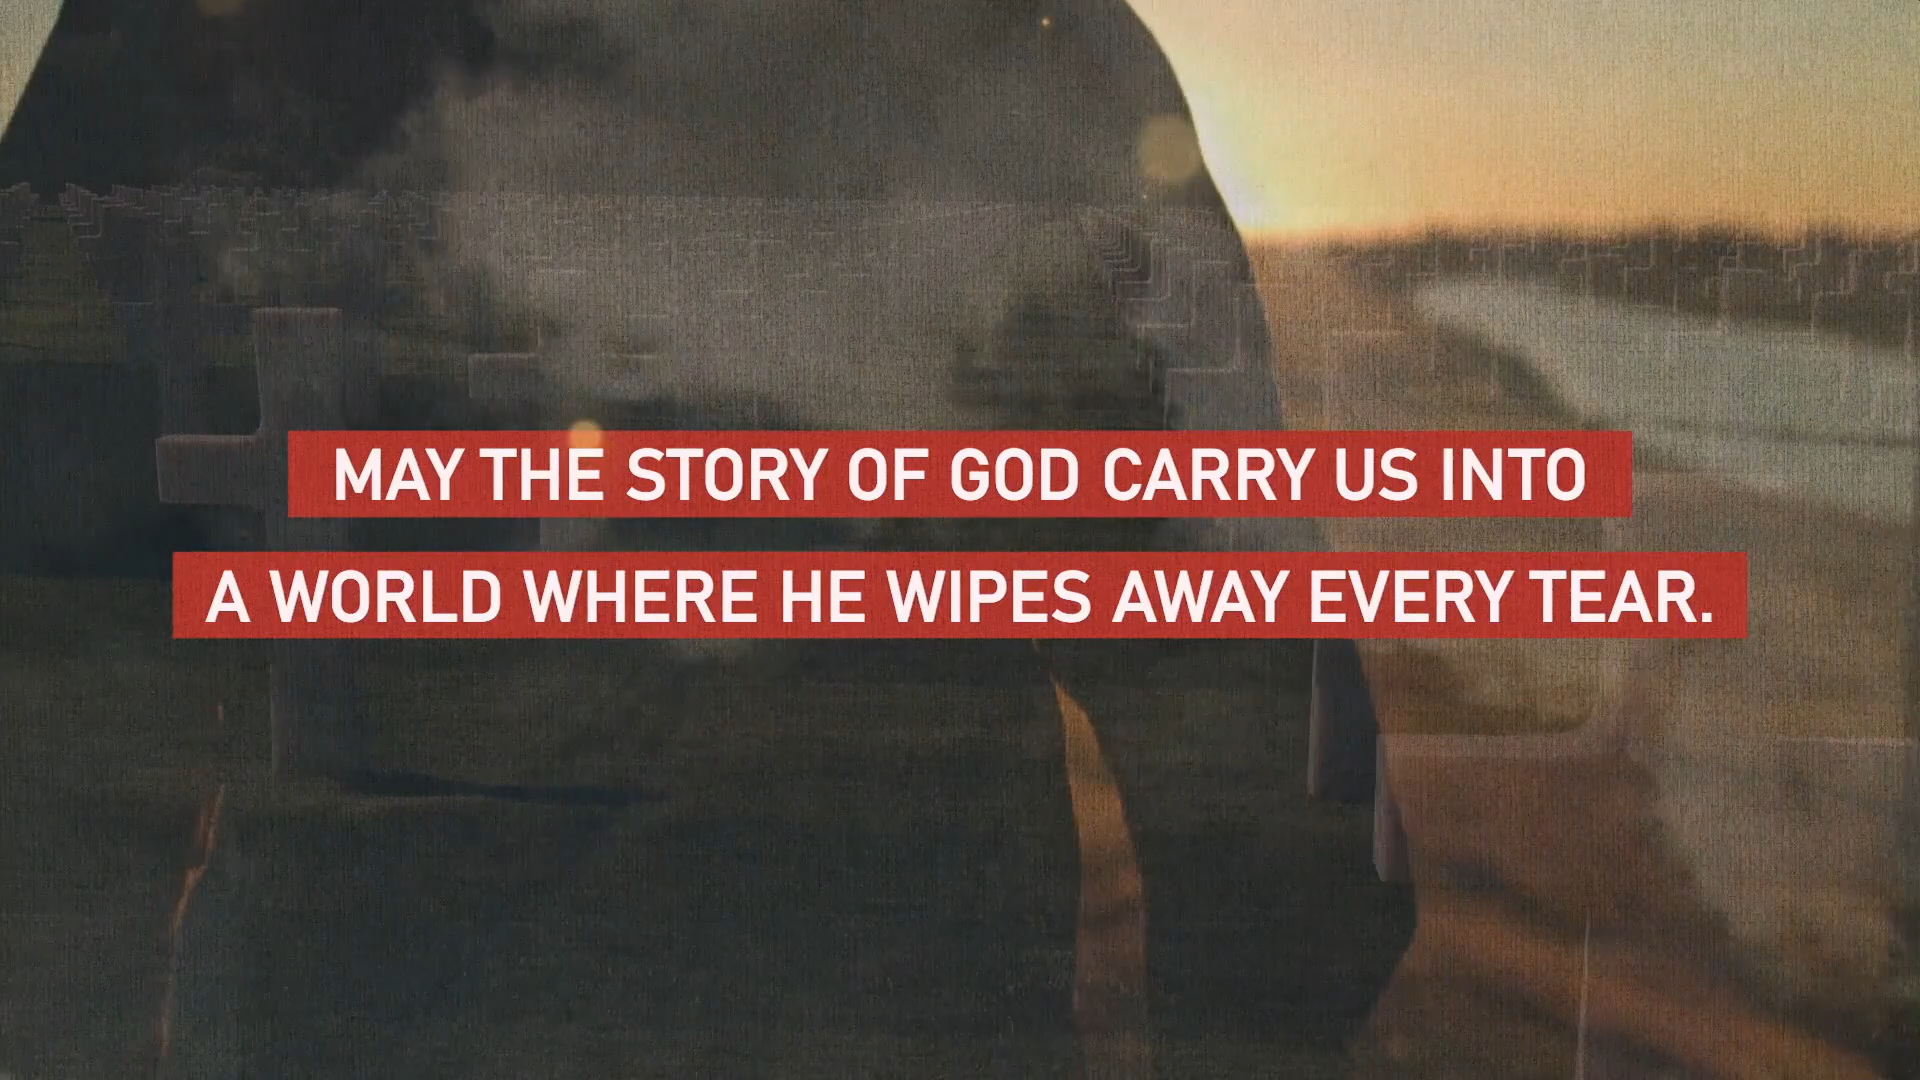 MAY THE STORY OF GOD CARRY US INTO
A WORLD WHERE HE WIPES AWAY EVERY TEAR.